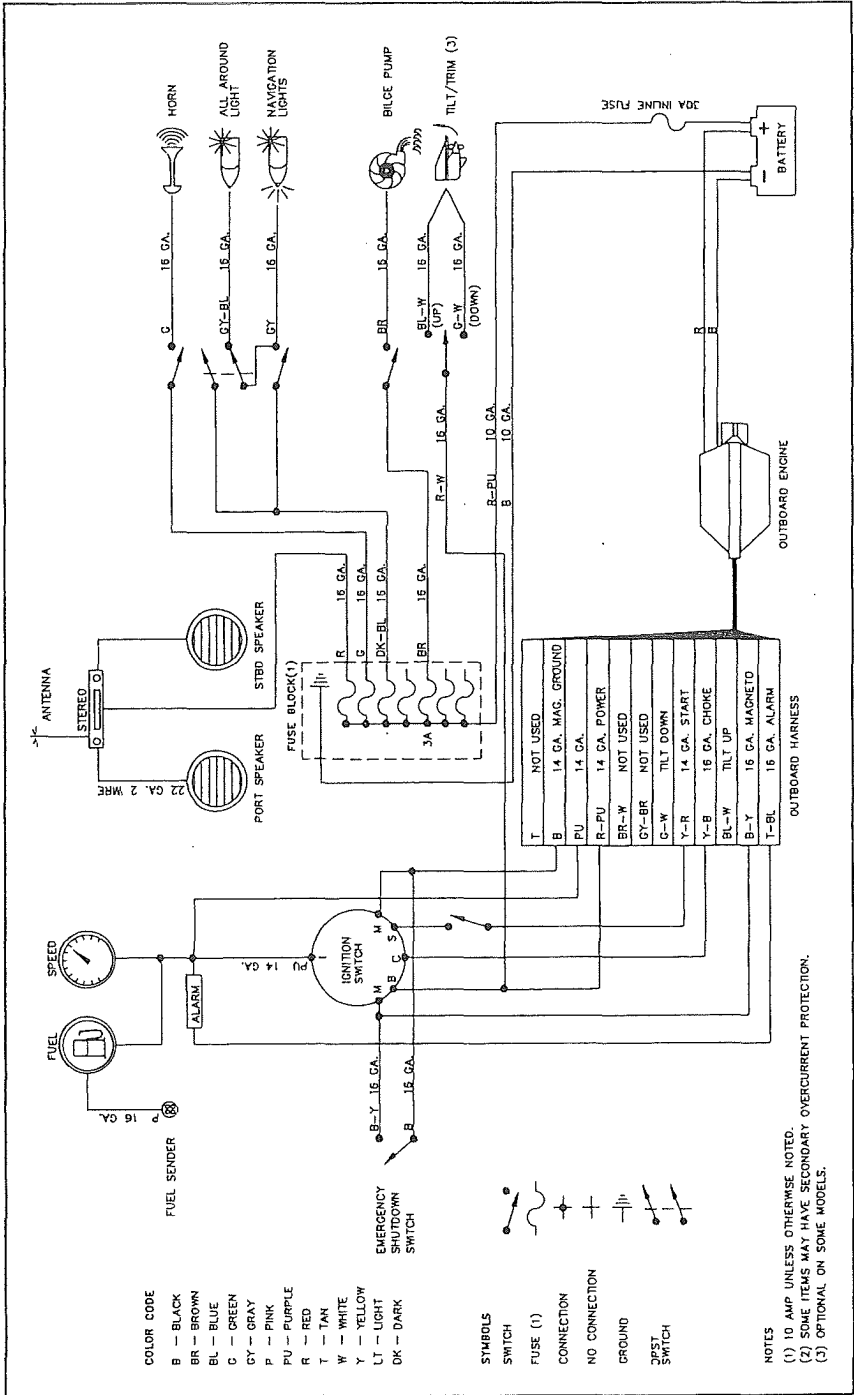 ANTENNA
STEREO
PORT SPEAKER
STBD SPEAKER
22 GA. 2 WIRE
HORN
ALL AROUND
LIGHT
NAVIGATION
LIGHTS
BILGE PUMP
TILT/TRIM (3)
G 16 GA.
GY-BL 16 GA.
GY 16 GA.
BR 16 GA.
BL-W 16 GA.
(UP)
G-W 16 GA.
(DOWN)
R-W 16 GA.
R-PU 10 GA.
B 10 GA.
30A INLINE FUSE
- +
BATTERY
R
B
OUTBOARD ENGINE
FUSE BLOCK(1)
R 16 GA.
G 16 GA.
DK-BL 16 GA.
BR 16 GA.
3A
SPEED
FUEL
FUEL SENDER
P 16 GA.
ALARM
PU 14 GA.
IGNITION
SWITCH
I
M
B
C
S
M
B-Y 16 GA.
B 16 GA.
EMERGENCY
SHUTDOWN
SWITCH
T NOT USED
B 14 GA. MAG. GROUND
PU 14 GA.
R-PU 14 GA. POWER
BR-W NOT USED
GY-BR NOT USED
G-W TILT DOWN
Y-R 14 GA. START
Y-B 16 GA. CHOKE
BL-W TILT UP
B-Y 16 GA. MAGNETO
T-BL 16 GA. ALARM
OUTBOARD HARNESS
COLOR CODE
B – BLACK
BR – BROWN
BL – BLUE
G – GREEN
GY – GRAY
P – PINK
PU – PURPLE
R – RED
T – TAN
W – WHITE
Y – YELLOW
LT – LIGHT
DK – DARK
SYMBOLS
SWITCH
FUSE (1)
CONNECTION
NO CONNECTION
GROUND
DPST
SWITCH
NOTES
(1) 10 AMP UNLESS OTHERWISE NOTED.
(2) SOME ITEMS MAY HAVE SECONDARY OVERCURRENT PROTECTION.
(3) OPTIONAL ON SOME MODELS.